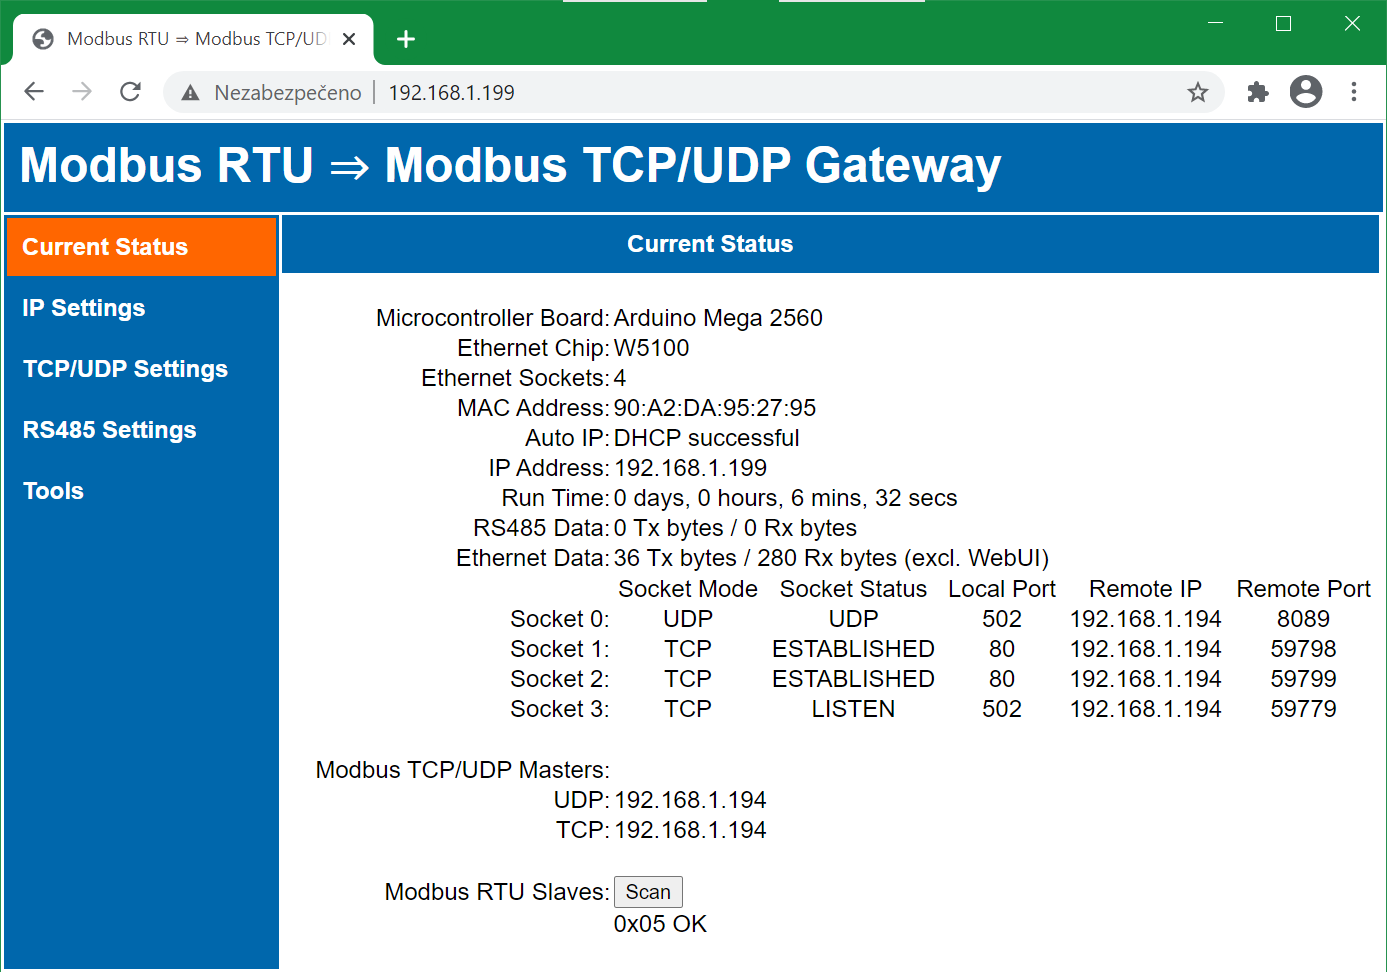 Modbus RTU ⇒ Modbus TCP/UD
Nezabezpečeno | 192.168.1.199
Modbus RTU ⇒ Modbus TCP/UDP Gateway
Current Status
IP Settings
TCP/UDP Settings
RS485 Settings
Tools
Current Status
Microcontroller Board: Arduino Mega 2560
Ethernet Chip: W5100
Ethernet Sockets: 4
MAC Address: 90:A2:DA:95:27:95
Auto IP: DHCP successful
IP Address: 192.168.1.199
Run Time: 0 days, 0 hours, 6 mins, 32 secs
RS485 Data: 0 Tx bytes / 0 Rx bytes
Ethernet Data: 36 Tx bytes / 280 Rx bytes (excl. WebUI)
Socket Mode Socket Status Local Port Remote IP Remote Port
Socket 0: UDP UDP 502 192.168.1.194 8089
Socket 1: TCP ESTABLISHED 80 192.168.1.194 59798
Socket 2: TCP ESTABLISHED 80 192.168.1.194 59799
Socket 3: TCP LISTEN 502 192.168.1.194 59779
Modbus TCP/UDP Masters:
UDP: 192.168.1.194
TCP: 192.168.1.194
Modbus RTU Slaves: Scan
0x05 OK